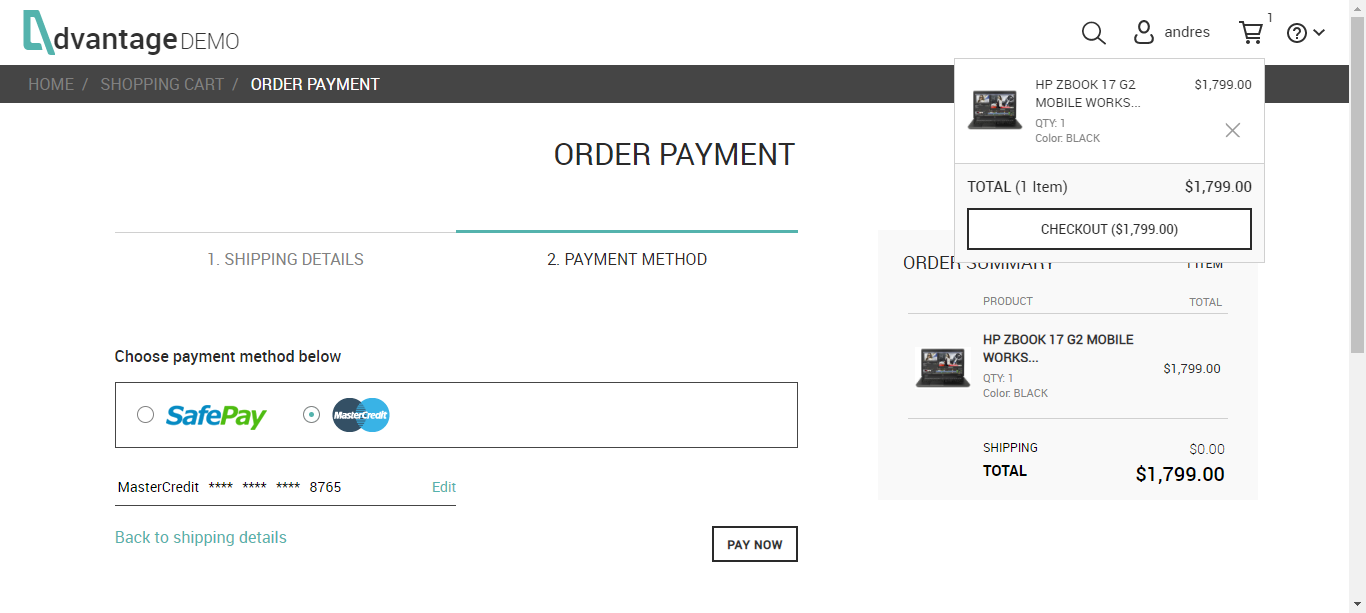 dvantage DEMO
andres
1
HOME / SHOPPING CART / ORDER PAYMENT
HP ZBOOK 17 G2 MOBILE WORKS...
$1,799.00
QTY: 1
Color: BLACK
TOTAL (1 Item) $1,799.00
CHECKOUT ($1,799.00)
ORDER PAYMENT
1. SHIPPING DETAILS
2. PAYMENT METHOD
Choose payment method below
SafePay
MasterCredit
MasterCredit **** **** **** 8765 Edit
Back to shipping details
PAY NOW
ORDER SUMMARY 1 ITEM
PRODUCT TOTAL
HP ZBOOK 17 G2 MOBILE
WORKS...
QTY: 1
Color: BLACK
$1,799.00
SHIPPING $0.00
TOTAL $1,799.00